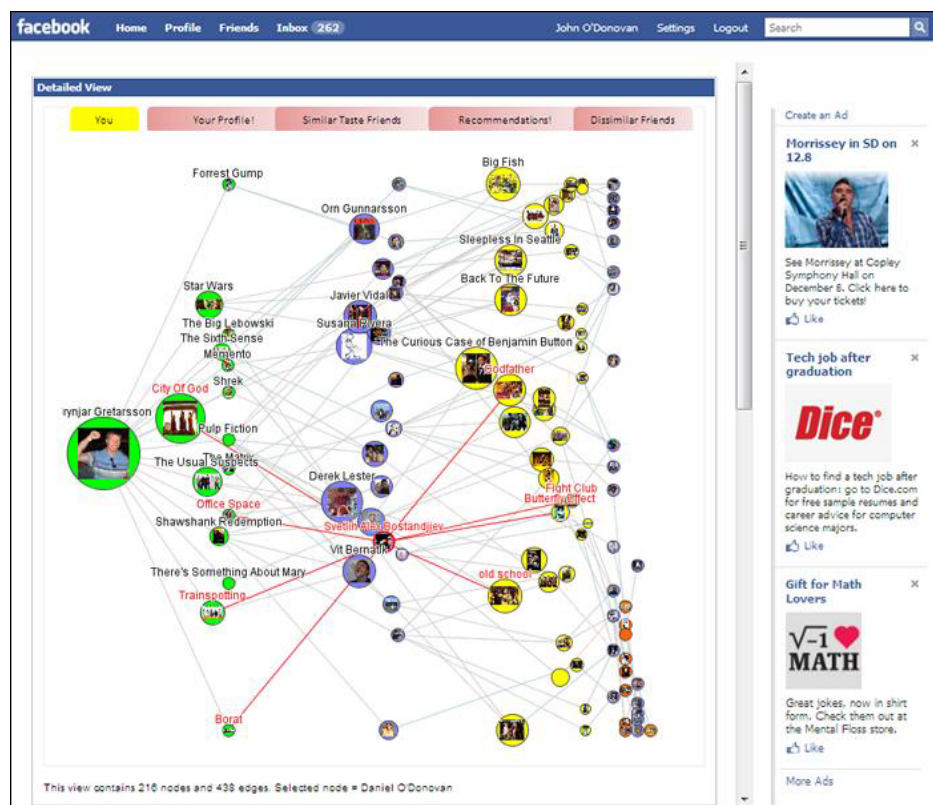 facebook Home Profile Friends Inbox 262 John O'Donovan Settings Logout Search
Detailed View
You Your Profile! Similar Taste Friends Recommendations! Dissimilar Friends
Forrest Gump
Big Fish
Orn Gunnarsson
Sleepless In Seattle
Back To The Future
Star Wars
Javier Vidal
The Big Lebowski
Susana Rivera
The Sixth Sense
The Curious Case of Benjamin Button
Memento
Godfather
Shrek
City Of God
rynjar Gretarsson
Pulp Fiction
The Matrix
The Usual Suspects
Derek Lester
Fight Club
Butterfly Effect
Office Space
Shawshank Redemption
Svetlin Alex Bostandjiev
Vit Bernatik
There's Something About Mary
old school
Trainspotting
Borat
This view contains 216 nodes and 438 edges. Selected node = Daniel O'Donovan
Create an Ad
Morrissey in SD on
12.8
See Morrissey at Copley
Symphony Hall on
December 8. Click here to
buy your tickets!
Like
Tech job after
graduation
Dice
How to find a tech job after
graduation: go to Dice.com
for free sample resumes and
career advice for computer
science majors.
Like
Gift for Math
Lovers
√-1 ♥
MATH
Great jokes, now in shirt
form. Check them out at
the Mental Floss store.
Like
More Ads